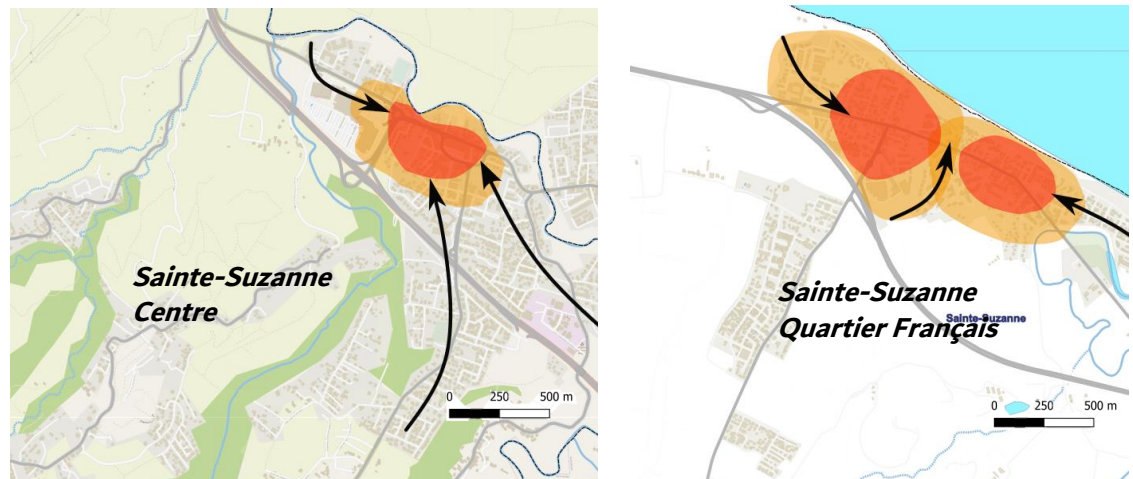 Sainte-Suzanne
Centre
0 250 500 m
Sainte-Suzanne
Quartier Français
Sainte-Suzanne
0 250 500 m